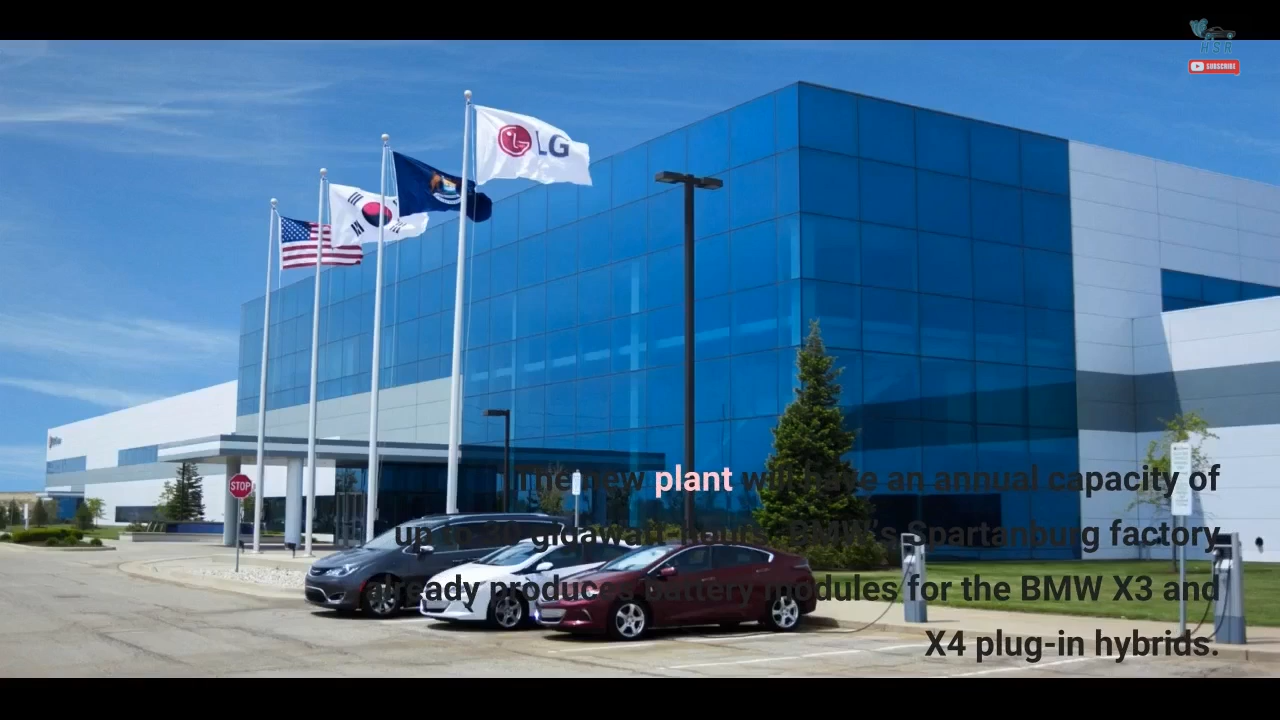 HSR
SUBSCRIBE
LG
STOP
The new plant will have an annual capacity of
up to 30 gigawatt-hours. BMW's Spartanburg factory
already produces battery modules for the BMW X3 and
X4 plug-in hybrids.